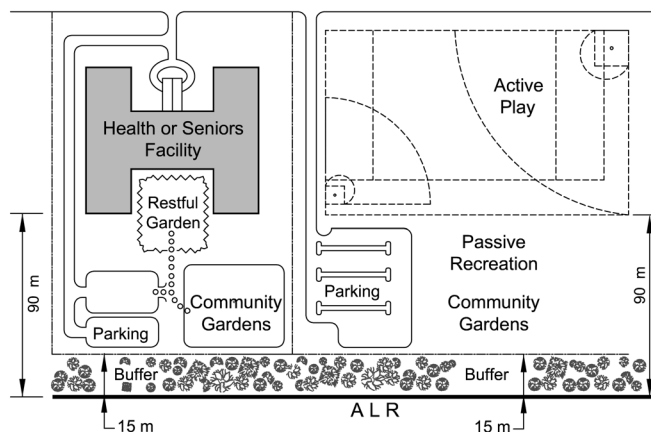 Health or Seniors
Facility
Active
Play
Restful
Garden
Passive
Recreation
90 m
90 m
Parking
Community
Gardens
Community
Gardens
Parking
Buffer
Buffer
A L R
15 m
15 m